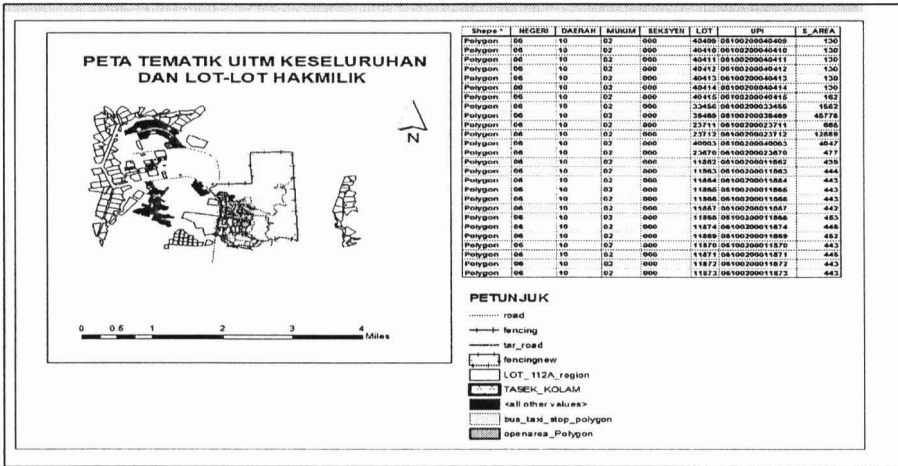 PETA TEMATIK UITM KESELURUHAN
DAN LOT-LOT HAKMILIK
N
0 0.5 1 2 3 4
Miles
Shape * NEGERI DAERAH MUKIM SEKSYEN LOT UPI S_AREA
Polygon 06 10 02 000 40409 06100200040409 130
Polygon 06 10 02 000 40410 06100200040410 130
Polygon 06 10 02 000 40411 06100200040411 130
Polygon 06 10 02 000 40412 06100200040412 130
Polygon 06 10 02 000 40413 06100200040413 130
Polygon 06 10 02 000 40414 06100200040414 130
Polygon 06 10 02 000 40415 06100200040415 162
Polygon 06 10 02 000 33456 06100200033456 1562
Polygon 06 10 02 000 38489 06100200038489 45776
Polygon 06 10 02 000 23711 06100200023711
Polygon 06 10 02 000 23712 06100200023712 12889
Polygon 06 10 02 000 40003 06100200040003 4047
Polygon 06 10 02 000 23870 06100200023870 477
Polygon 06 10 02 000 11862 06100200011862 439
Polygon 06 10 02 000 11863 06100200011863 444
Polygon 06 10 02 000 11864 06100200011864 443
Polygon 06 10 02 000 11865 06100200011865 443
Polygon 06 10 02 000 11866 06100200011866 443
Polygon 06 10 02 000 11867 06100200011867 442
Polygon 06 10 02 000 11868 06100200011868 453
Polygon 06 10 02 000 11874 06100200011874 446
Polygon 06 10 02 000 11869 06100200011869 452
Polygon 06 10 02 000 11870 06100200011870 443
Polygon 06 10 02 000 11871 06100200011871 445
Polygon 06 10 02 000 11872 06100200011872 443
Polygon 06 10 02 000 11873 06100200011873 443
PETUNJUK
road
fencing
tar_road
fencingnew
LOT_112A_region
TASEK_KOLAM
<all other values>
bus_taxi_stop_polygon
openarea_Polygon